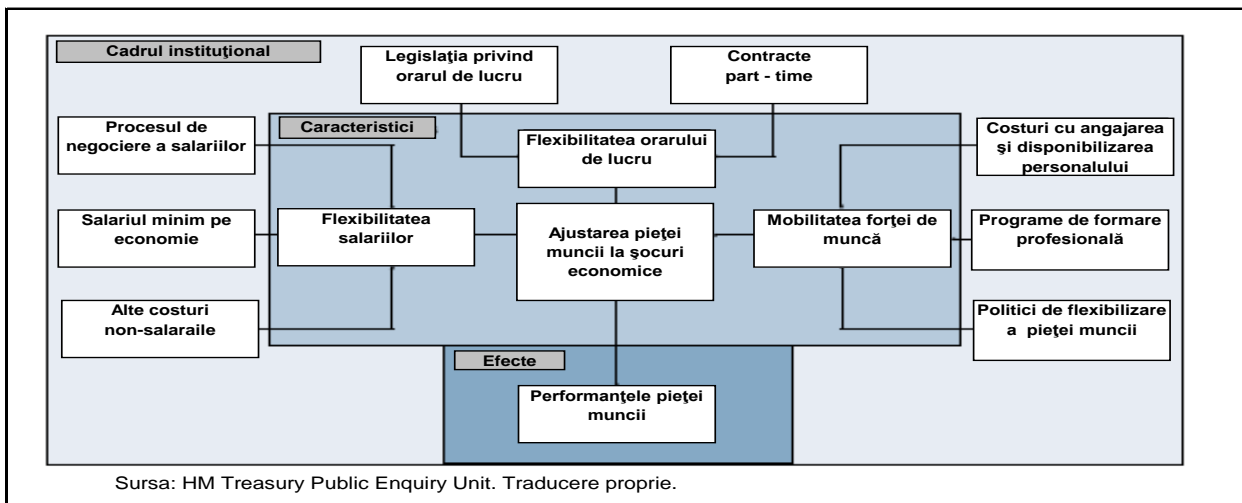 Cadrul instituţional
Legislaţia privind
orarul de lucru
Contracte
part - time
Procesul de
negociere a salariilor
Caracteristici
Flexibilitatea orarului
de lucru
Costuri cu angajarea
şi disponibilizarea
personalului
Salariul minim pe
economie
Flexibilitatea
salariilor
Ajustarea pieţei
muncii la şocuri
economice
Mobilitatea forţei de
muncă
Programe de formare
profesională
Alte costuri
non-salaraile
Politici de flexibilizare
a pieţei muncii
Efecte
Performanţele pieţei
muncii
Sursa: HM Treasury Public Enquiry Unit. Traducere proprie.